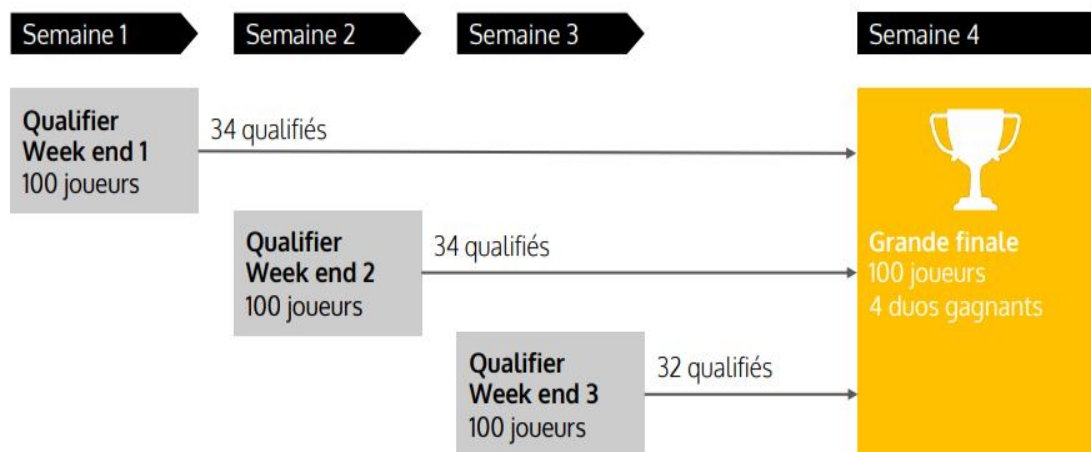 Semaine 1
Semaine 2
Semaine 3
Semaine 4
Qualifier
Week end 1
100 joueurs
34 qualifiés
Qualifier
Week end 2
100 joueurs
34 qualifiés
Qualifier
Week end 3
100 joueurs
32 qualifiés
Grande finale
100 joueurs
4 duos gagnants